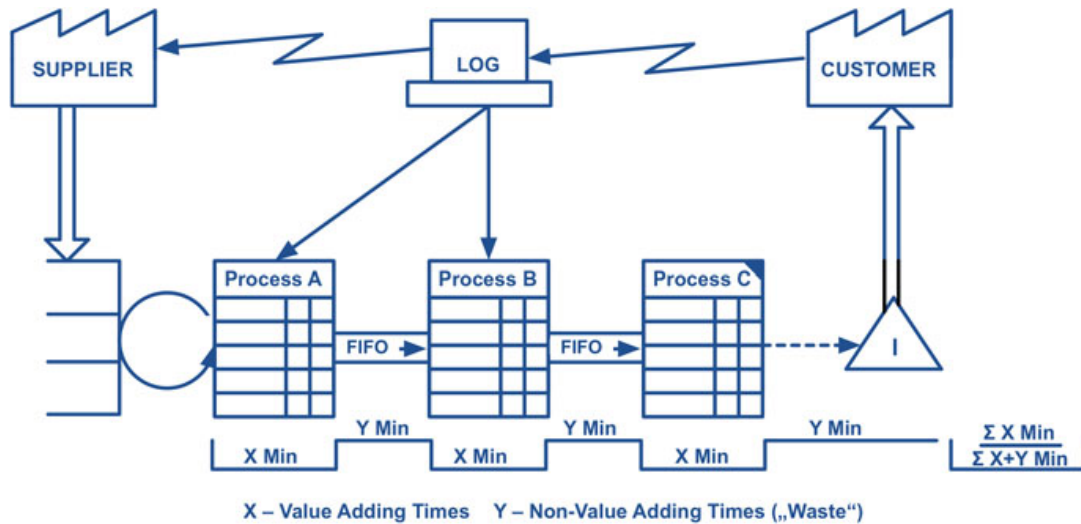 SUPPLIER
LOG
CUSTOMER
Process A
Process B
Process C
FIFO
FIFO
I
Y Min
Y Min
Y Min
X Min
X Min
X Min
Σ X Min
Σ X+Y Min
X – Value Adding Times Y – Non-Value Adding Times („Waste“)